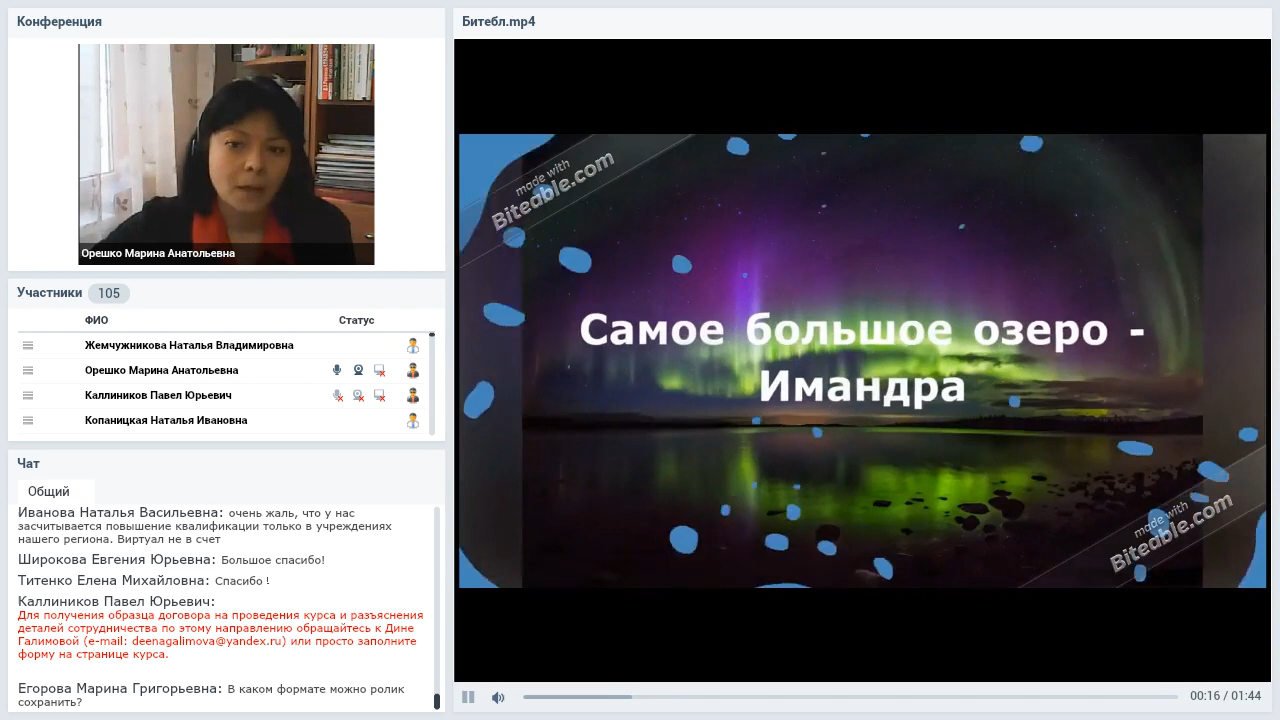 Конференция
Орешко Марина Анатольевна
Участники 105
ФИО Статус
Жемчужникова Наталья Владимировна
Орешко Марина Анатольевна
Каллиников Павел Юрьевич
Копаницкая Наталья Ивановна
Чат
Общий
Иванова Наталья Васильевна: очень жаль, что у нас
засчитывается повышение квалификации только в учреждениях
нашего региона. Виртуал не в счет
Широкова Евгения Юрьевна: Большое спасибо!
Титенко Елена Михайловна: Спасибо !
Каллиников Павел Юрьевич:
Для получения образца договора на проведения курса и разъяснения
деталей сотрудничества по этому направлению обращайтесь к Дине
Галимовой (e-mail: deenagalimova@yandex.ru) или просто заполните
форму на странице курса.
Егорова Марина Григорьевна: В каком формате можно ролик
сохранить?
Битебл.mp4
made with
Biteable.com
Самое большое озеро -
Имандра
made with
Biteable.com
00:16 / 01:44